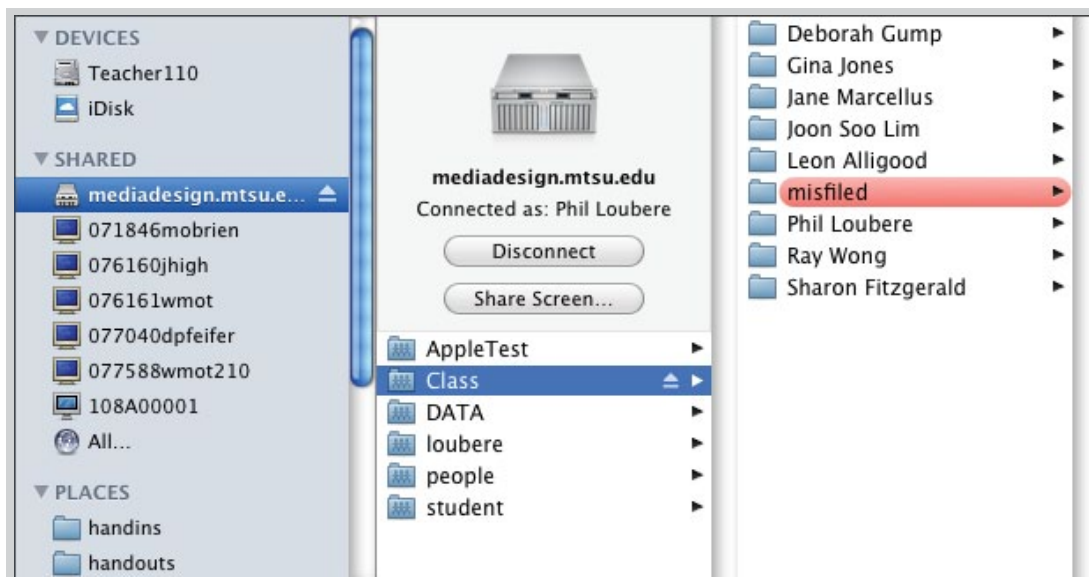 DEVICES
Teacher110
iDisk
SHARED
mediadesign.mtsu.e...
071846mobrien
076160jhigh
076161wmot
077040dpfeifer
077588wmot210
108A00001
All...
PLACES
handins
handouts
mediadesign.mtsu.edu
Connected as: Phil Loubere
Disconnect
Share Screen...
AppleTest
Class
DATA
loubere
people
student
Deborah Gump
Gina Jones
Jane Marcellus
Joon Soo Lim
Leon Alligood
misfiled
Phil Loubere
Ray Wong
Sharon Fitzgerald